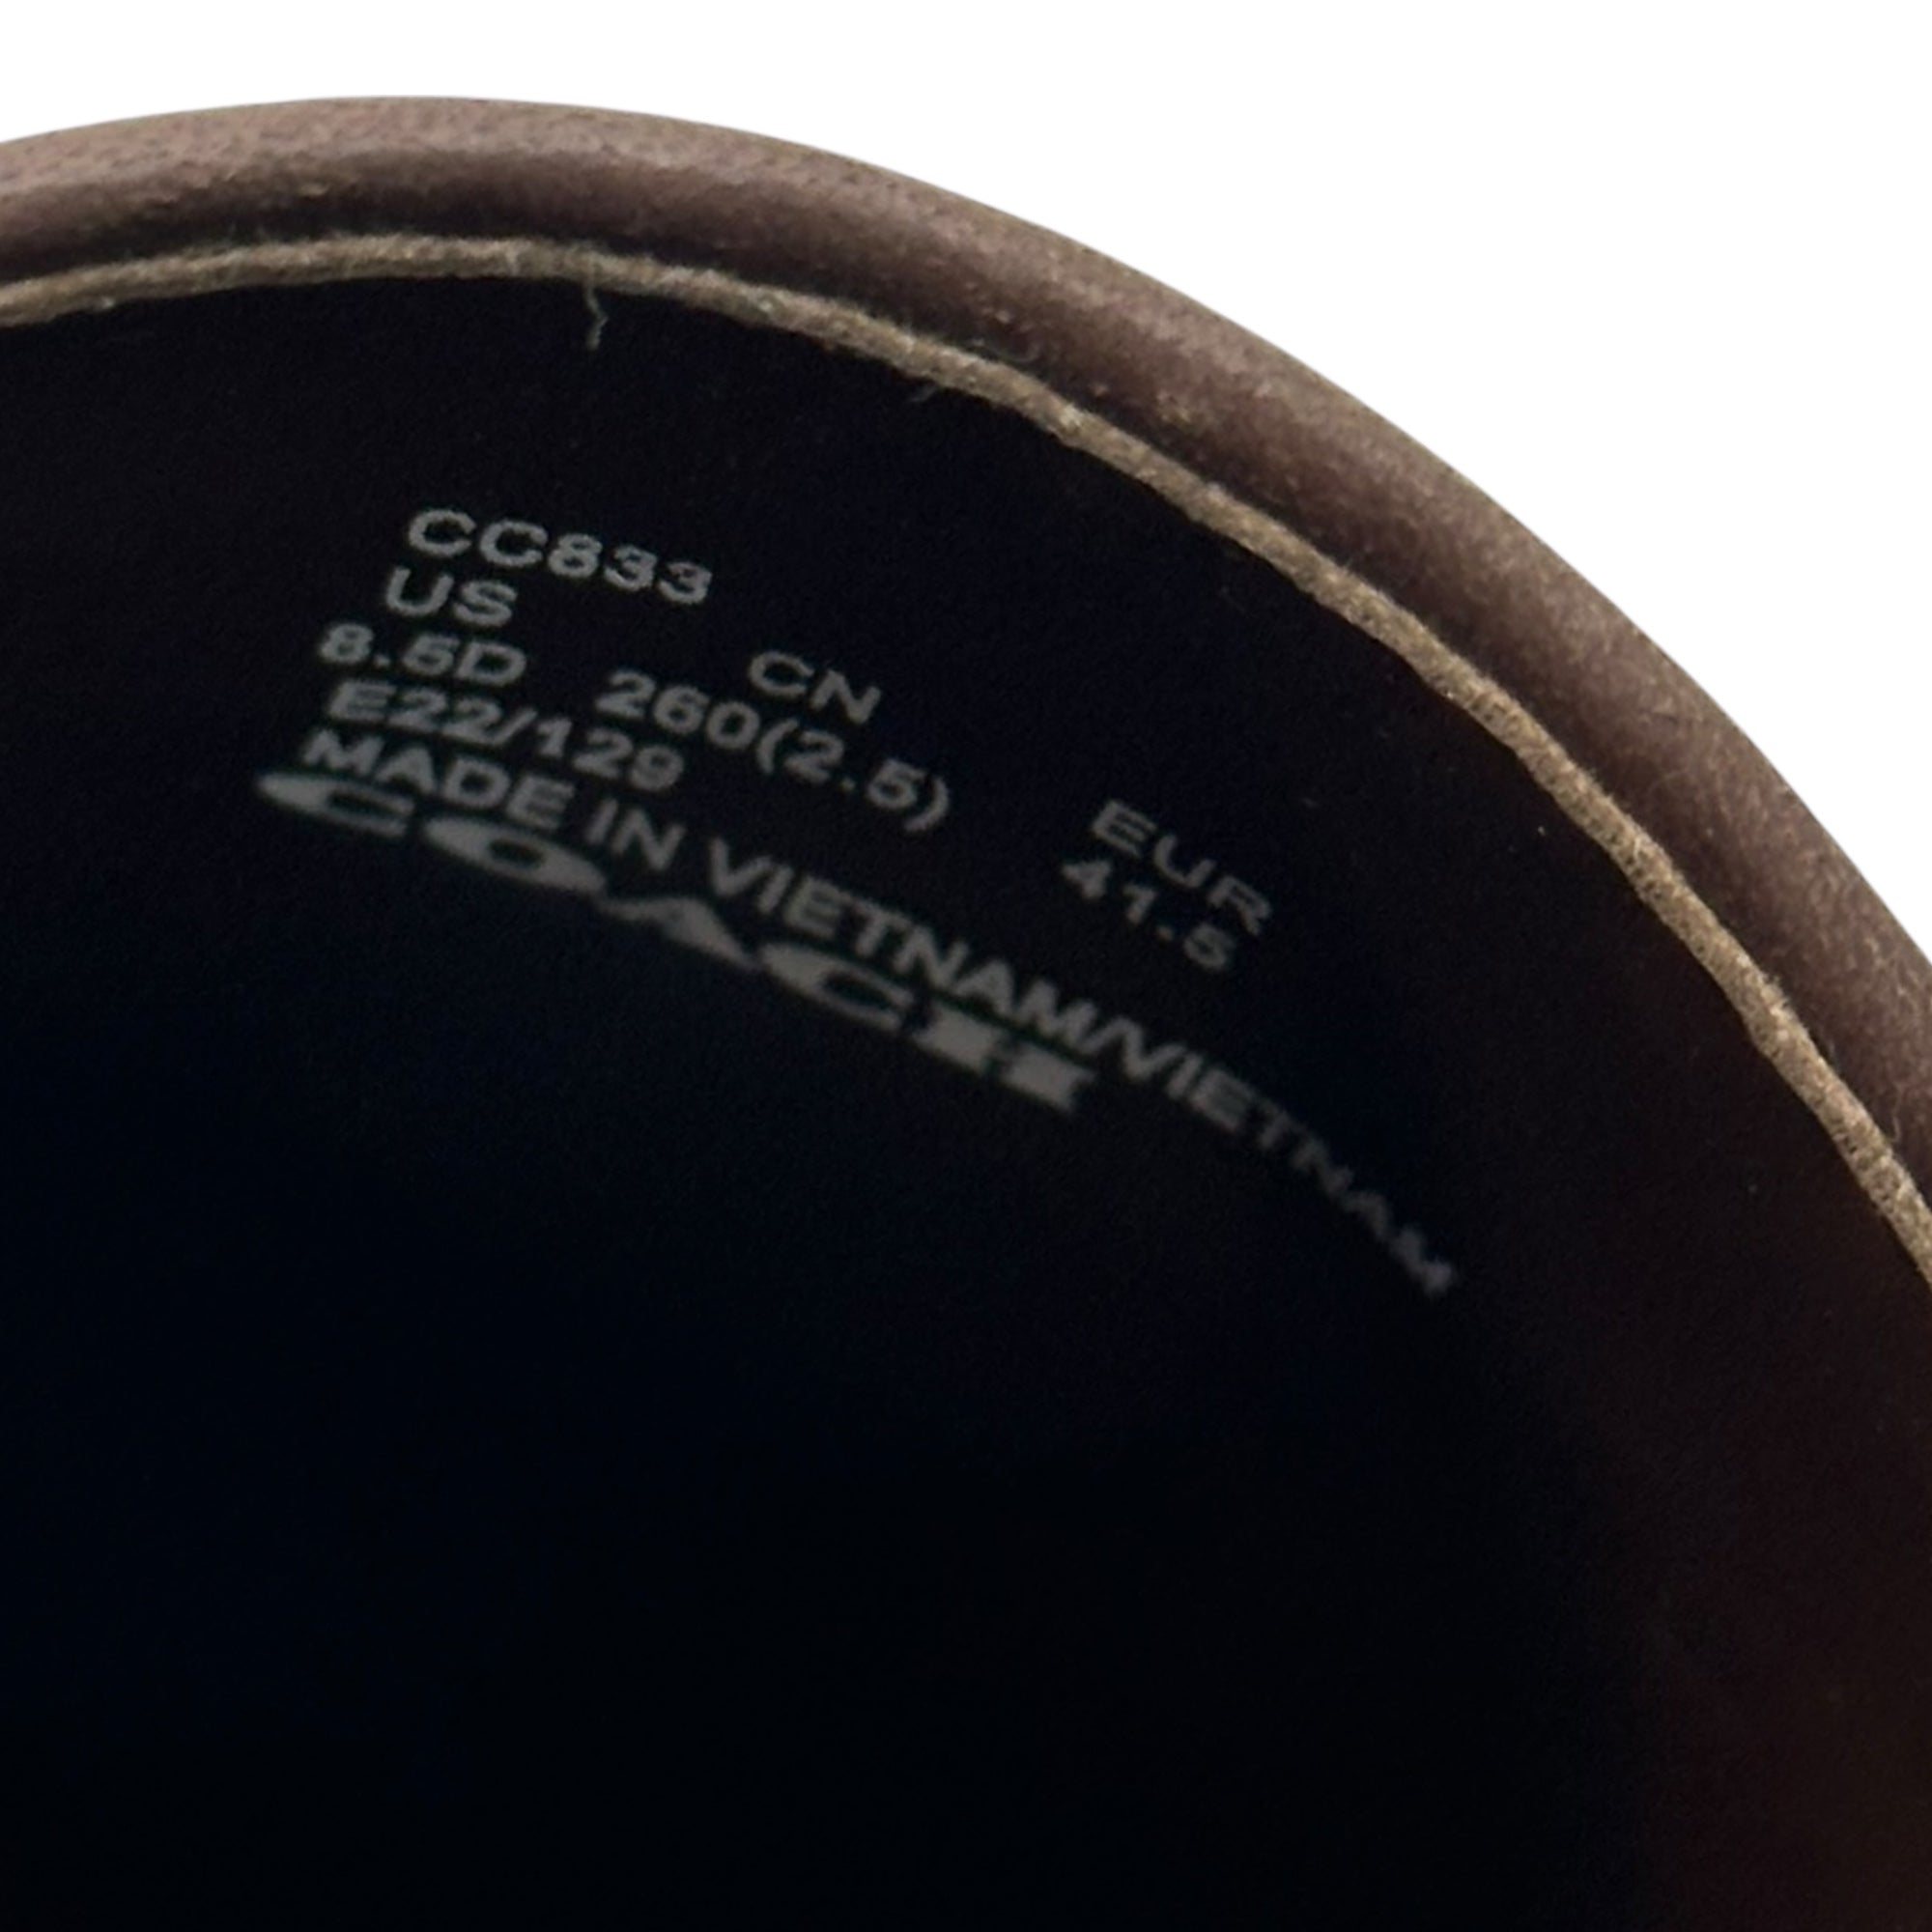 CC833
US CN EUR
8.5D 260(2.5) 41.5
E22/129
MADE IN VIETNAM/VIETNAM
COACH